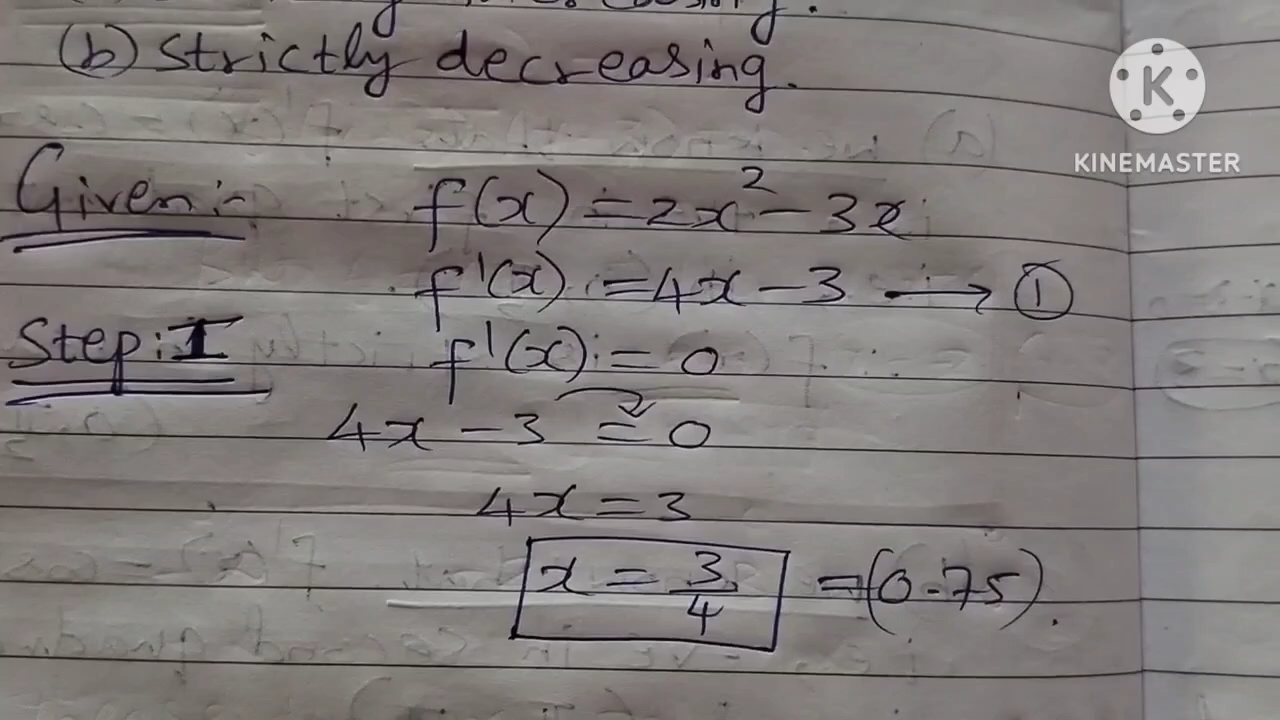 (b) strictly decreasing.
K
KINEMASTER
Given:- f(x) = 2x² - 3x
f'(x) = 4x - 3 → ①
Step: I f'(x) = 0
4x - 3 = 0
4x = 3
x = 3/4 = (0.75).